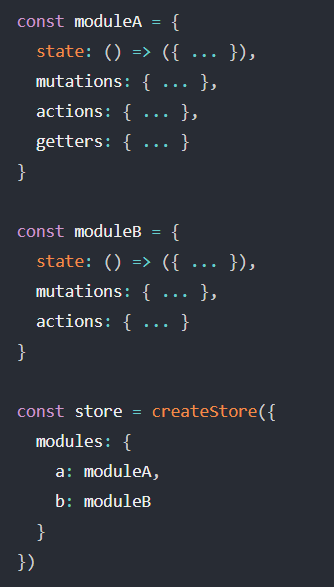 const moduleA = {
  state: () => ({ ... }),
  mutations: { ... },
  actions: { ... },
  getters: { ... }
}

const moduleB = {
  state: () => ({ ... }),
  mutations: { ... },
  actions: { ... }
}

const store = createStore({
  modules: {
    a: moduleA,
    b: moduleB
  }
})